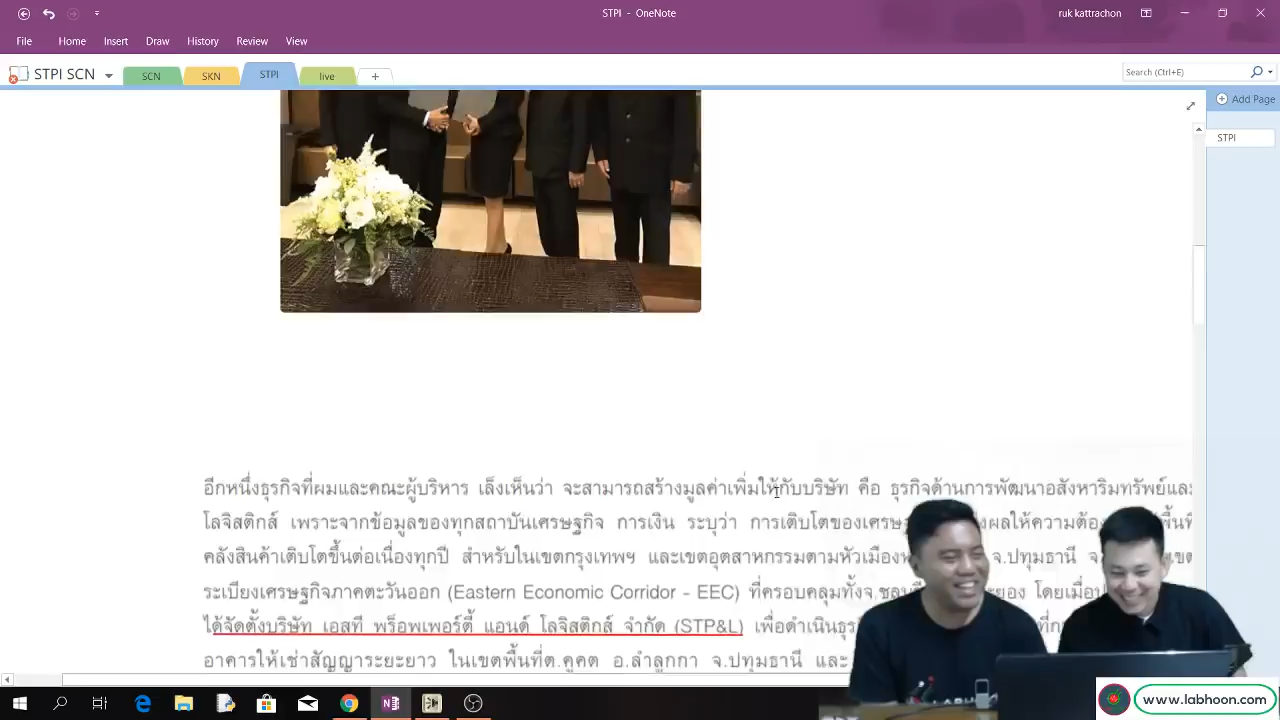 STPI - OneNote
ruk kattrachon
File Home Insert Draw History Review View
STPI SCN
SCN SKN STPI live
Search (Ctrl+E)
Add Page
STPI
อีกหนึ่งธุรกิจที่ผมและคณะผู้บริหาร เล็งเห็นว่า จะสามารถสร้างมูลค่าเพิ่มให้กับบริษัท คือ ธุรกิจด้านการพัฒนาอสังหาริมทรัพย์และ
โลจิสติกส์ เพราะจากข้อมูลของทุกสถาบันเศรษฐกิจ การเงิน ระบุว่า การเติบโตของเศรษ
คลังสินค้าเติบโตขึ้นต่อเนื่องทุกปี สำหรับในเขตกรุงเทพฯ และเขตอุตสาหกรรมตามหัวเมือง จ.ปทุมธานี
ระเบียงเศรษฐกิจภาคตะวันออก (Eastern Economic Corridor - EEC) ที่ครอบคลุมทั้งจ.ชลบุรี
ได้จัดตั้งบริษัท เอสที พร็อพเพอร์ตี้ แอนด์ โลจิสติกส์ จำกัด (STP&L) เพื่อดำเนินธุร
อาคารให้เช่าสัญญาระยะยาว ในเขตพื้นที่ต.คูคต อ.ลำลูกกา จ.ปทุมธานี และ
www.labhoon.com